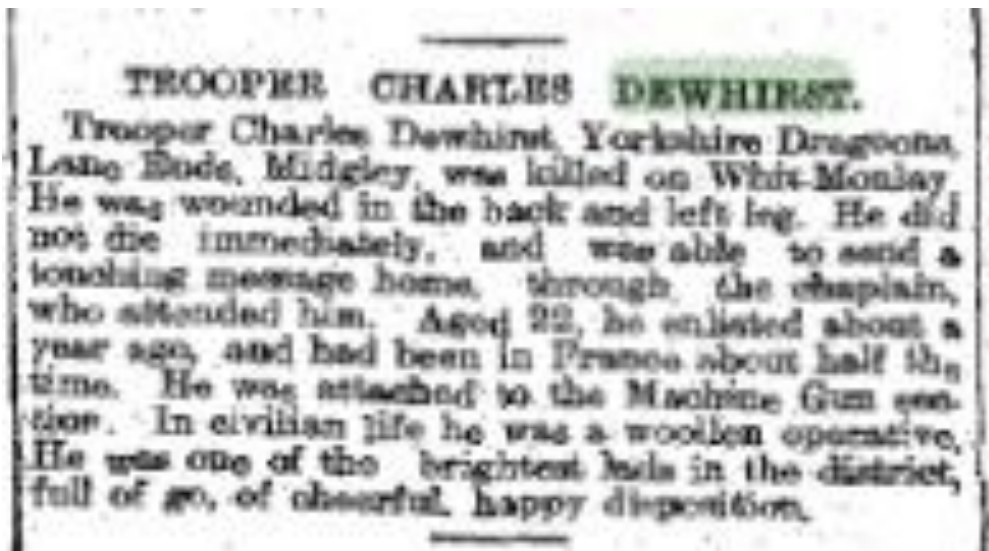 TROOPER CHARLES DEWHIRST.
Trooper Charles Dewhirst, Yorkshire Dragoons,
Lane Ends, Midgley, was killed on Whit-Monday.
He was wounded in the back and left leg. He did
not die immediately, and was able to send a
touching message home, through the chaplain,
who attended him. Aged 22, he enlisted about a
year ago, and had been in France about half the
time. He was attached to the Machine Gun sec-
tion. In civilian life he was a woollen operative.
He was one of the brightest lads in the district,
full of go, of cheerful, happy disposition.